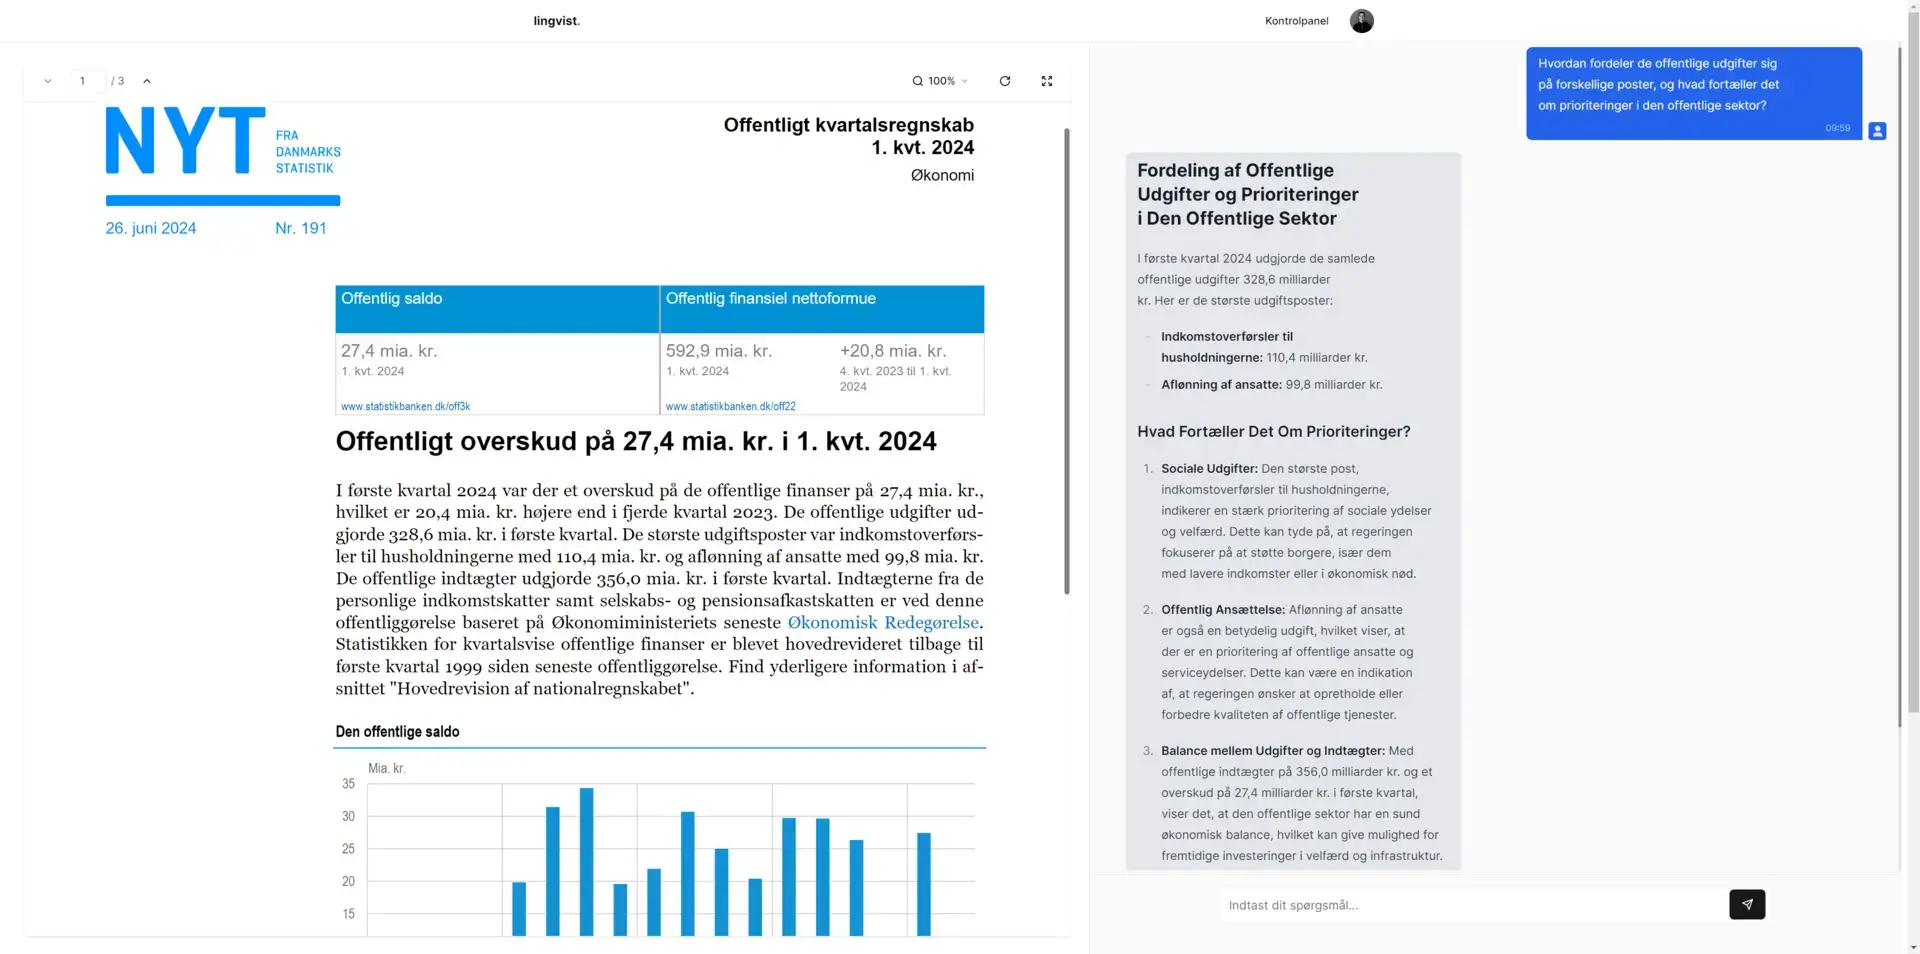 lingvist.
Kontrolpanel
1 / 3
100%
NYT
FRA
DANMARKS
STATISTIK
26. juni 2024
Nr. 191
Offentligt kvartalsregnskab
1. kvt. 2024
Økonomi
Offentlig saldo
Offentlig finansiel nettoformue
27,4 mia. kr.
1. kvt. 2024
www.statistikbanken.dk/off3k
592,9 mia. kr.
1. kvt. 2024
www.statistikbanken.dk/off22
+20,8 mia. kr.
4. kvt. 2023 til 1. kvt.
2024
Offentligt overskud på 27,4 mia. kr. i 1. kvt. 2024
I første kvartal 2024 var der et overskud på de offentlige finanser på 27,4 mia. kr.,
hvilket er 20,4 mia. kr. højere end i fjerde kvartal 2023. De offentlige udgifter ud-
gjorde 328,6 mia. kr. i første kvartal. De største udgiftsposter var indkomstoverførs-
ler til husholdningerne med 110,4 mia. kr. og aflønning af ansatte med 99,8 mia. kr.
De offentlige indtægter udgjorde 356,0 mia. kr. i første kvartal. Indtægterne fra de
personlige indkomstskatter samt selskabs- og pensionsafkastskatten er ved denne
offentliggørelse baseret på Økonomiministeriets seneste Økonomisk Redegørelse.
Statistikken for kvartalsvise offentlige finanser er blevet hovedrevideret tilbage til
første kvartal 1999 siden seneste offentliggørelse. Find yderligere information i af-
snittet "Hovedrevision af nationalregnskabet".
Den offentlige saldo
Mia. kr.
35
30
25
20
15
Hvordan fordeler de offentlige udgifter sig
på forskellige poster, og hvad fortæller det
om prioriteringer i den offentlige sektor?
09:59
Fordeling af Offentlige
Udgifter og Prioriteringer
i Den Offentlige Sektor
I første kvartal 2024 udgjorde de samlede
offentlige udgifter 328,6 milliarder
kr. Her er de største udgiftsposter:
- Indkomstoverførsler til
husholdningerne: 110,4 milliarder kr.
- Aflønning af ansatte: 99,8 milliarder kr.
Hvad Fortæller Det Om Prioriteringer?
1. Sociale Udgifter: Den største post,
indkomstoverførsler til husholdningerne,
indikerer en stærk prioritering af sociale ydelser
og velfærd. Dette kan tyde på, at regeringen
fokuserer på at støtte borgere, især dem
med lavere indkomster eller i økonomisk nød.
2. Offentlig Ansættelse: Aflønning af ansatte
er også en betydelig udgift, hvilket viser, at
der er en prioritering af offentlige ansatte og
serviceydelser. Dette kan være en indikation
af, at regeringen ønsker at opretholde eller
forbedre kvaliteten af offentlige tjenester.
3. Balance mellem Udgifter og Indtægter: Med
offentlige indtægter på 356,0 milliarder kr. og et
overskud på 27,4 milliarder kr. i første kvartal,
viser det, at den offentlige sektor har en sund
økonomisk balance, hvilket kan give mulighed for
fremtidige investeringer i velfærd og infrastruktur.
Indtast dit spørgsmål...